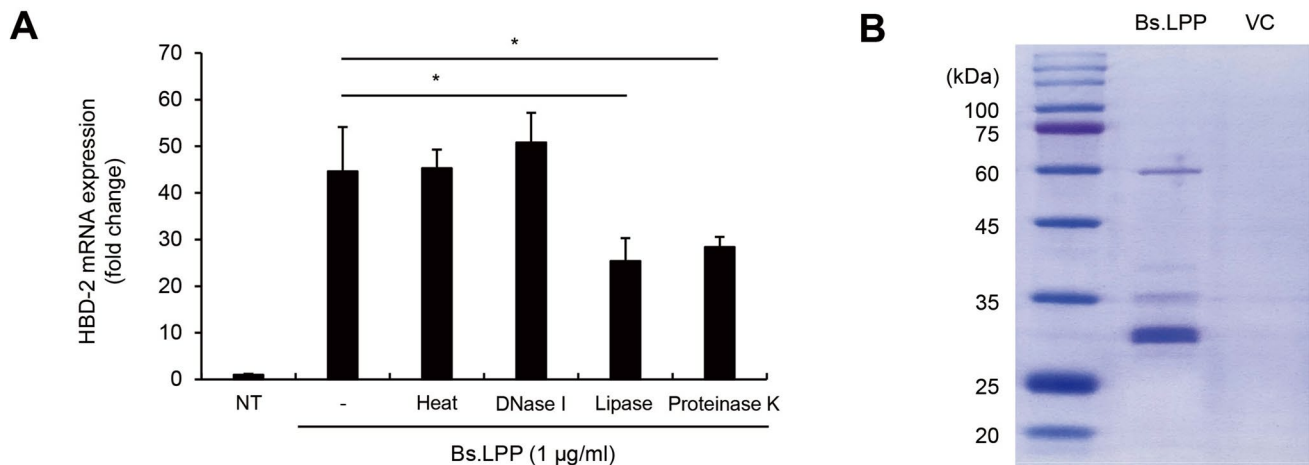 A
HBD-2 mRNA expression
(fold change)
70
60
50
40
30
20
10
0
*
*
NT - Heat DNase I Lipase Proteinase K
Bs.LPP (1 μg/ml)
B
Bs.LPP VC
(kDa)
100
75
60
45
35
25
20